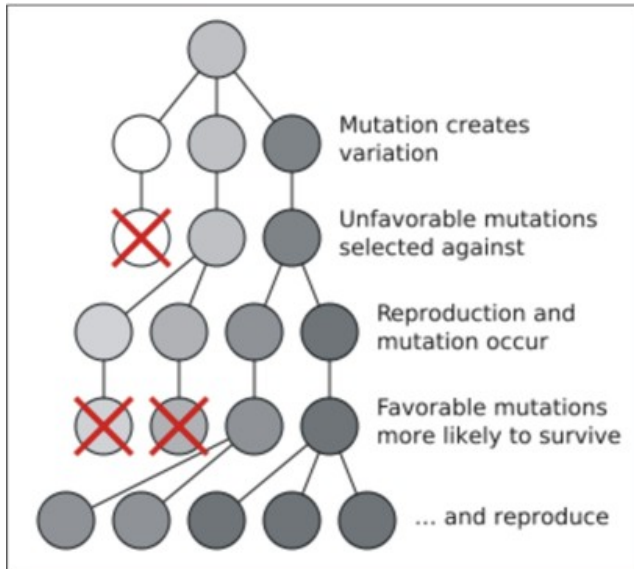 Mutation creates
variation
Unfavorable mutations
selected against
Reproduction and
mutation occur
Favorable mutations
more likely to survive
... and reproduce